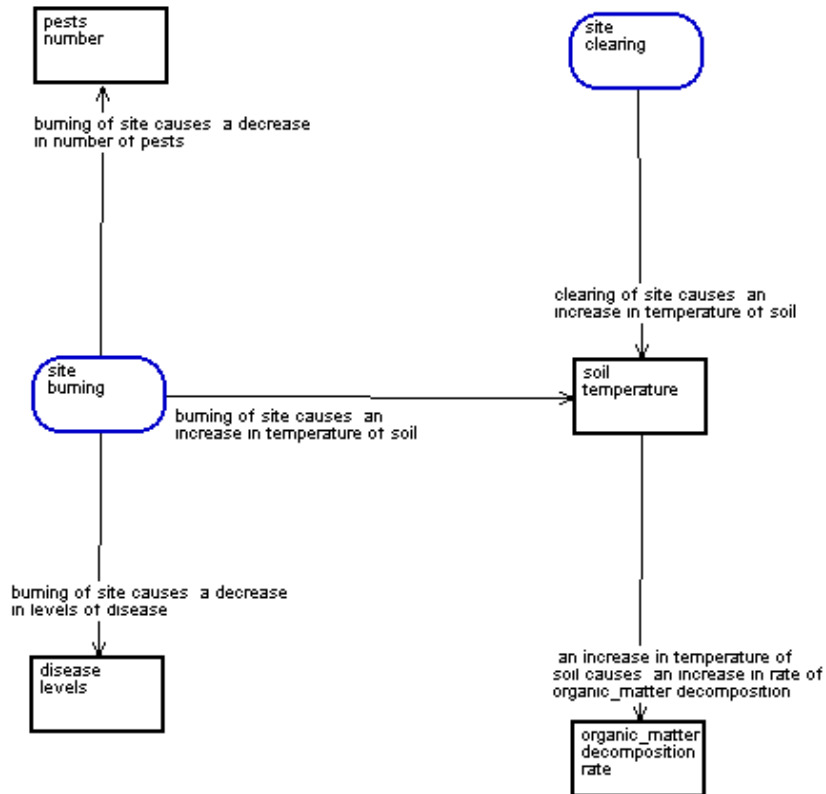 pests
number
site
clearing
burning of site causes a decrease
in number of pests
clearing of site causes an
increase in temperature of soil
site
burning
soil
temperature
burning of site causes an
increase in temperature of soil
burning of site causes a decrease
in levels of disease
disease
levels
an increase in temperature of
soil causes an increase in rate of
organic_matter decomposition
organic_matter
decomposition
rate